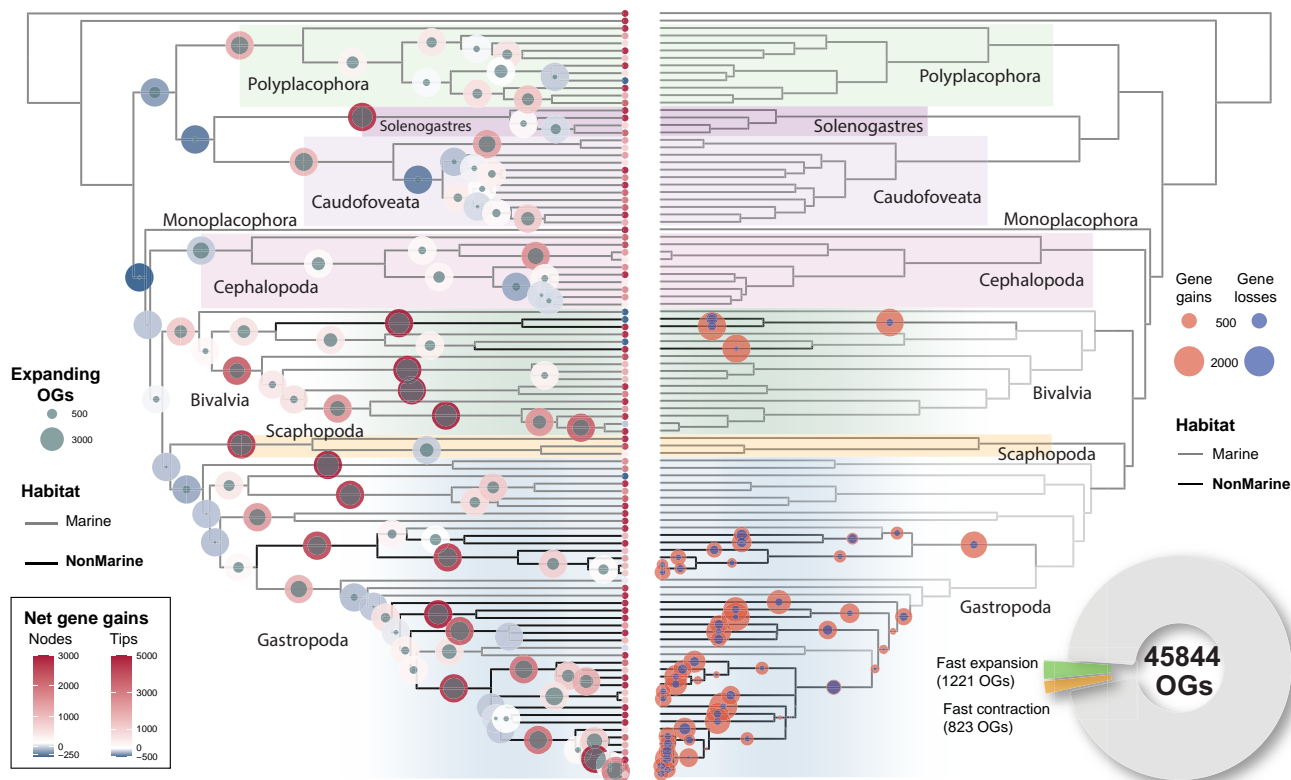 Polyplacophora
Solenogastres
Caudofoveata
Monoplacophora
Cephalopoda
Bivalvia
Scaphopoda
Gastropoda
Expanding
OGs
500
3000
Habitat
Marine
NonMarine
Net gene gains
Nodes
Tips
3000
2000
1000
0
−250
5000
3000
1000
0
−500
Polyplacophora
Solenogastres
Caudofoveata
Monoplacophora
Cephalopoda
Bivalvia
Scaphopoda
Gastropoda
Gene
gains
Gene
losses
500
2000
Habitat
Marine
NonMarine
45844
OGs
Fast expansion
(1221 OGs)
Fast contraction
(823 OGs)